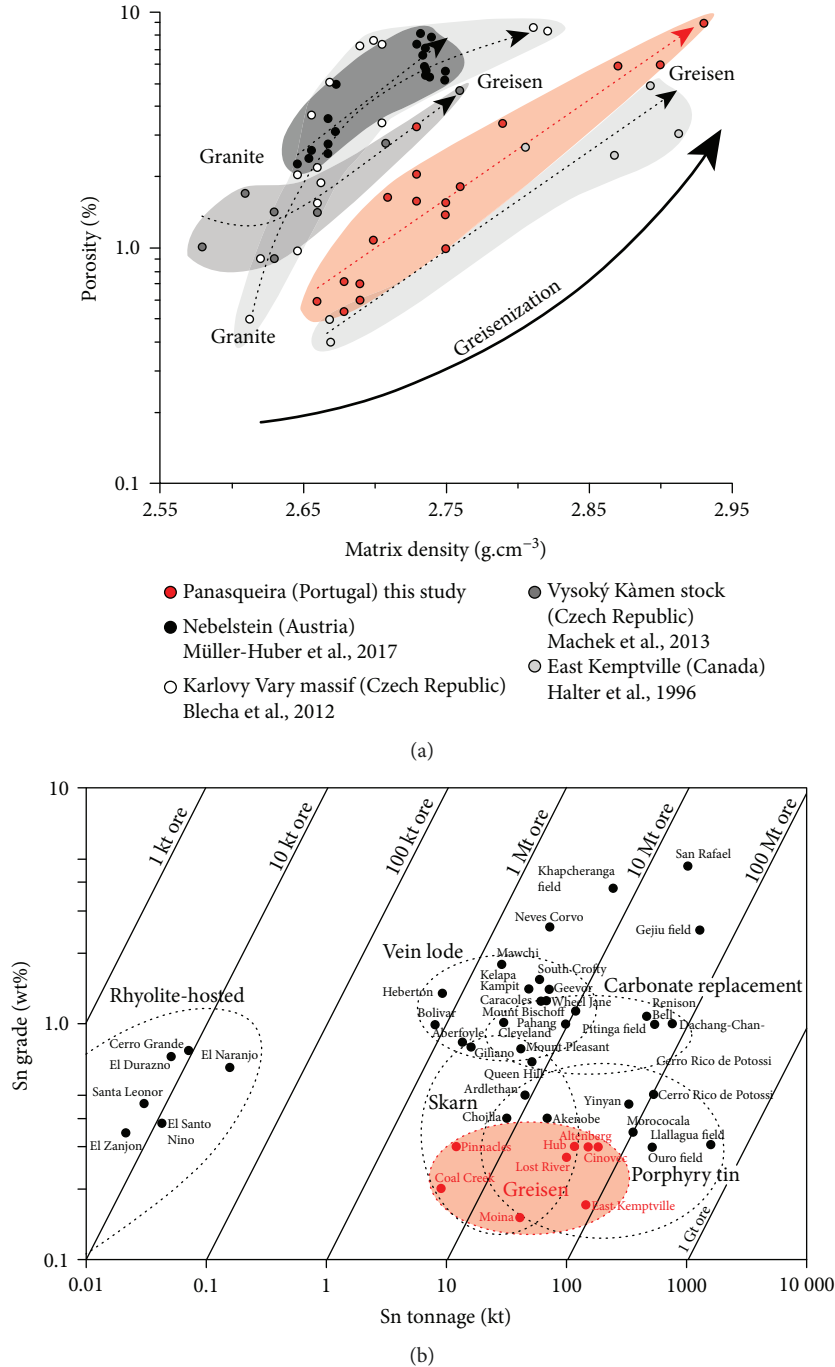 10
Greisen
Greisen
Granite
Porosity (%)
1.0
Greisenization
Granite
0.1
2.55
2.65
2.75
2.85
2.95
Matrix density (g.cm⁻³)
Panasqueira (Portugal) this study
Nebelstein (Austria)
Müller-Huber et al., 2017
Karlovy Vary massif (Czech Republic)
Blecha et al., 2012
Vysoký Kàmen stock
(Czech Republic)
Machek et al., 2013
East Kemptville (Canada)
Halter et al., 1996
(a)
10
1 kt ore
10 kt ore
100 kt ore
1 Mt ore
10 Mt ore
100 Mt ore
San Rafael
Khapcheranga
field
Neves Corvo
Gejiu field
Vein lode
Mawchi
Kelapa
Kampit
South Crofty
Geevor
Carbonate replacement
Heberton
Caracoles
Wheel Jane
Rhyolite-hosted
Bolivar
Mount Bischoff
Renison
Bell
Sn grade (wt%)
1.0
Pahang
Pitinga field
Dachang-Chan-
Aberfoyle
Cleveland
Cerro Grande
Giliano
Mount Pleasant
El Durazno
El Naranjo
Queen Hill
Cerro Rico de Potossi
Ardlethan
Santa Leonor
Skarn
Yinyan
Cerro Rico de Potossi
Chojlla
Akenobe
Morococala
El Santo
Nino
El Zanjon
Altenberg
Llallagua field
Pinnacles
Hub
Cinovec
Ouro field
Lost River
Porphyry tin
Coal Creek
Greisen
East Kemptville
Moina
1 Gt ore
0.1
0.01
0.1
1
10
100
1000
10 000
Sn tonnage (kt)
(b)